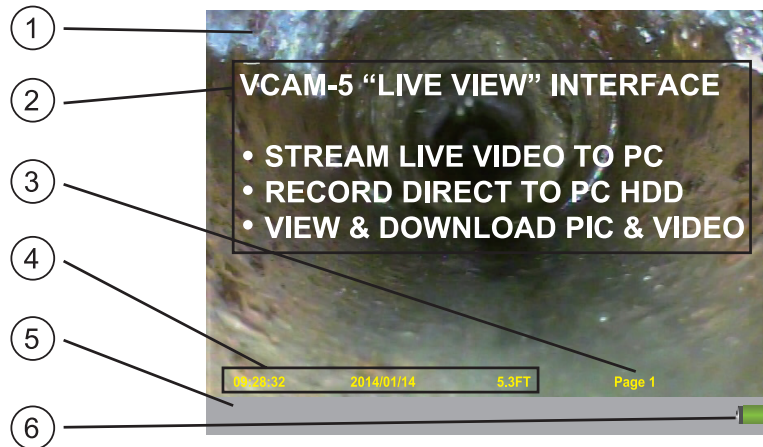 1
2
VCAM-5 “LIVE VIEW” INTERFACE
• STREAM LIVE VIDEO TO PC
3
• RECORD DIRECT TO PC HDD
• VIEW & DOWNLOAD PIC & VIDEO
4
5
09:28:32 2014/01/14 5.3FT Page 1
6